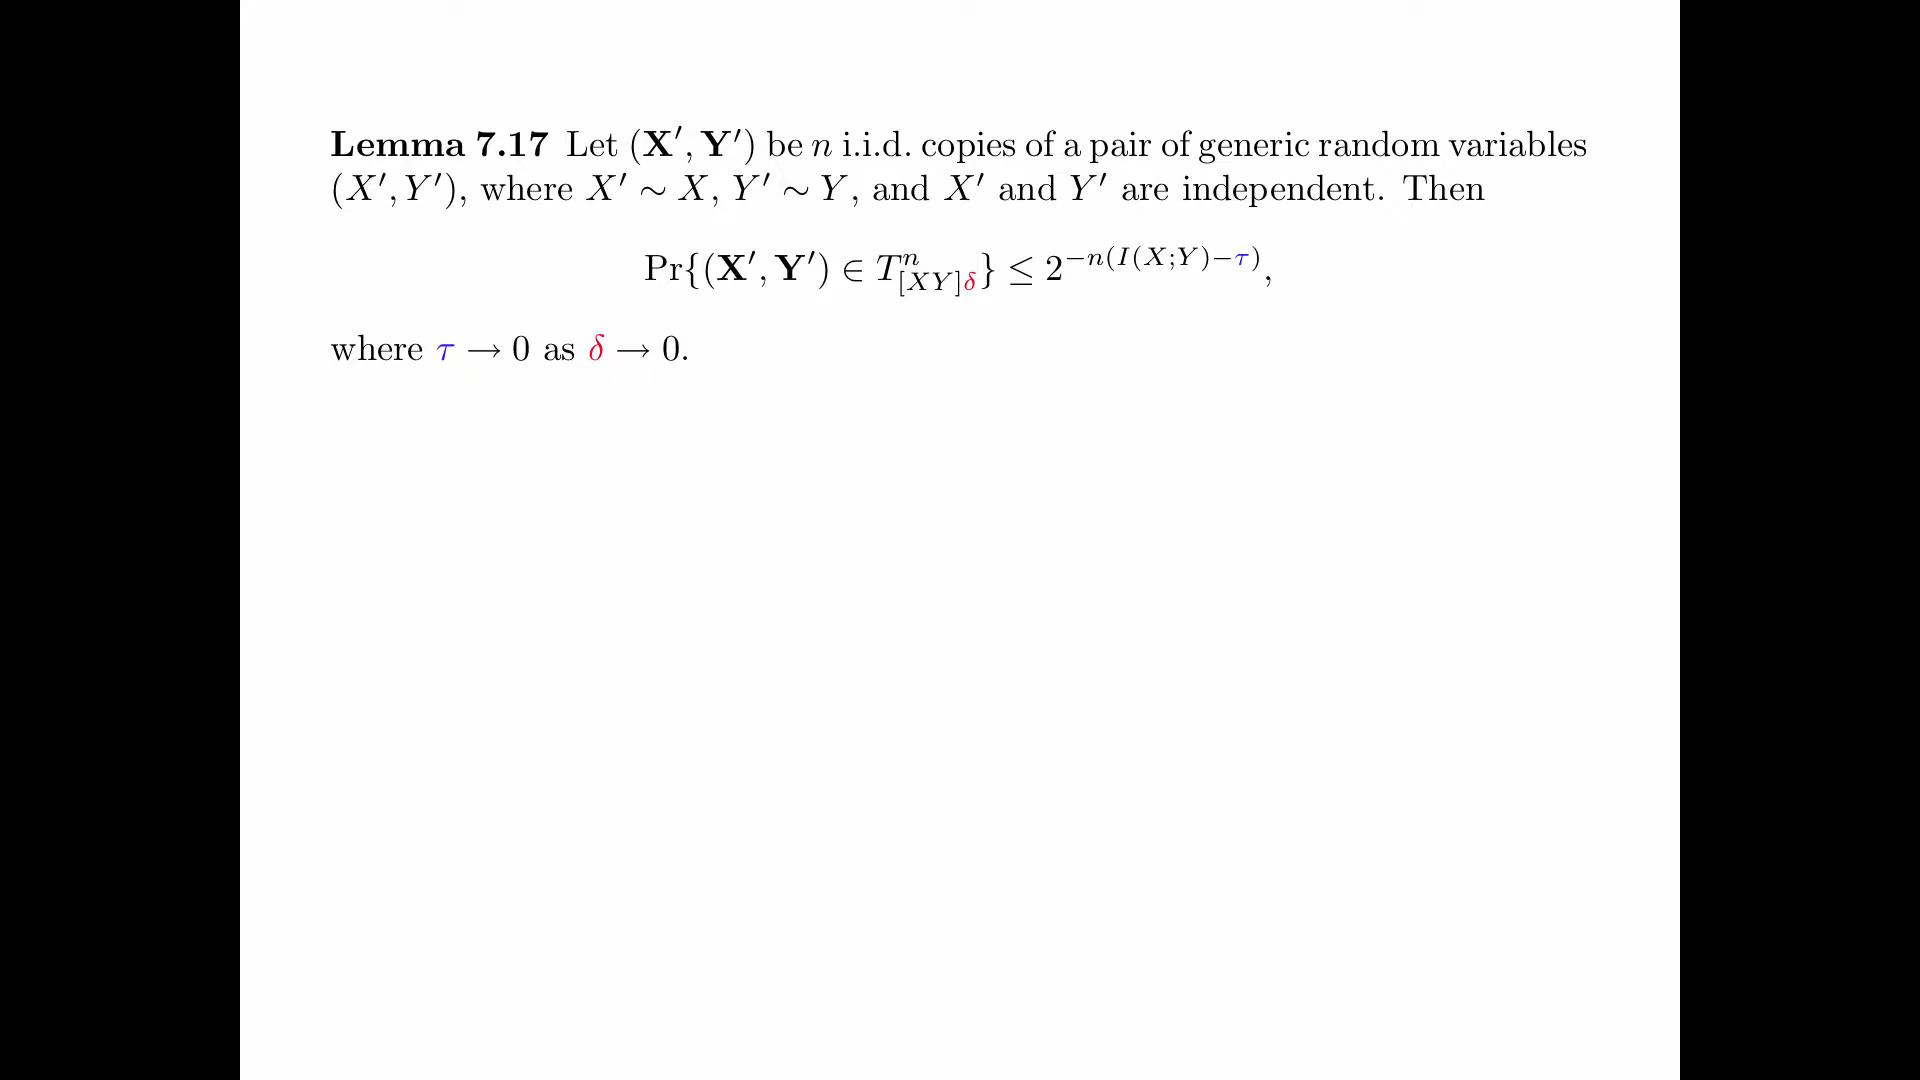 Lemma 7.17 Let (X′, Y′) be n i.i.d. copies of a pair of generic random variables
(X′, Y′), where X′ ∼ X, Y′ ∼ Y, and X′ and Y′ are independent. Then
Pr{(X′, Y′) ∈ T^n_{[XY]δ}} ≤ 2^{−n(I(X;Y)−τ)},
where τ → 0 as δ → 0.